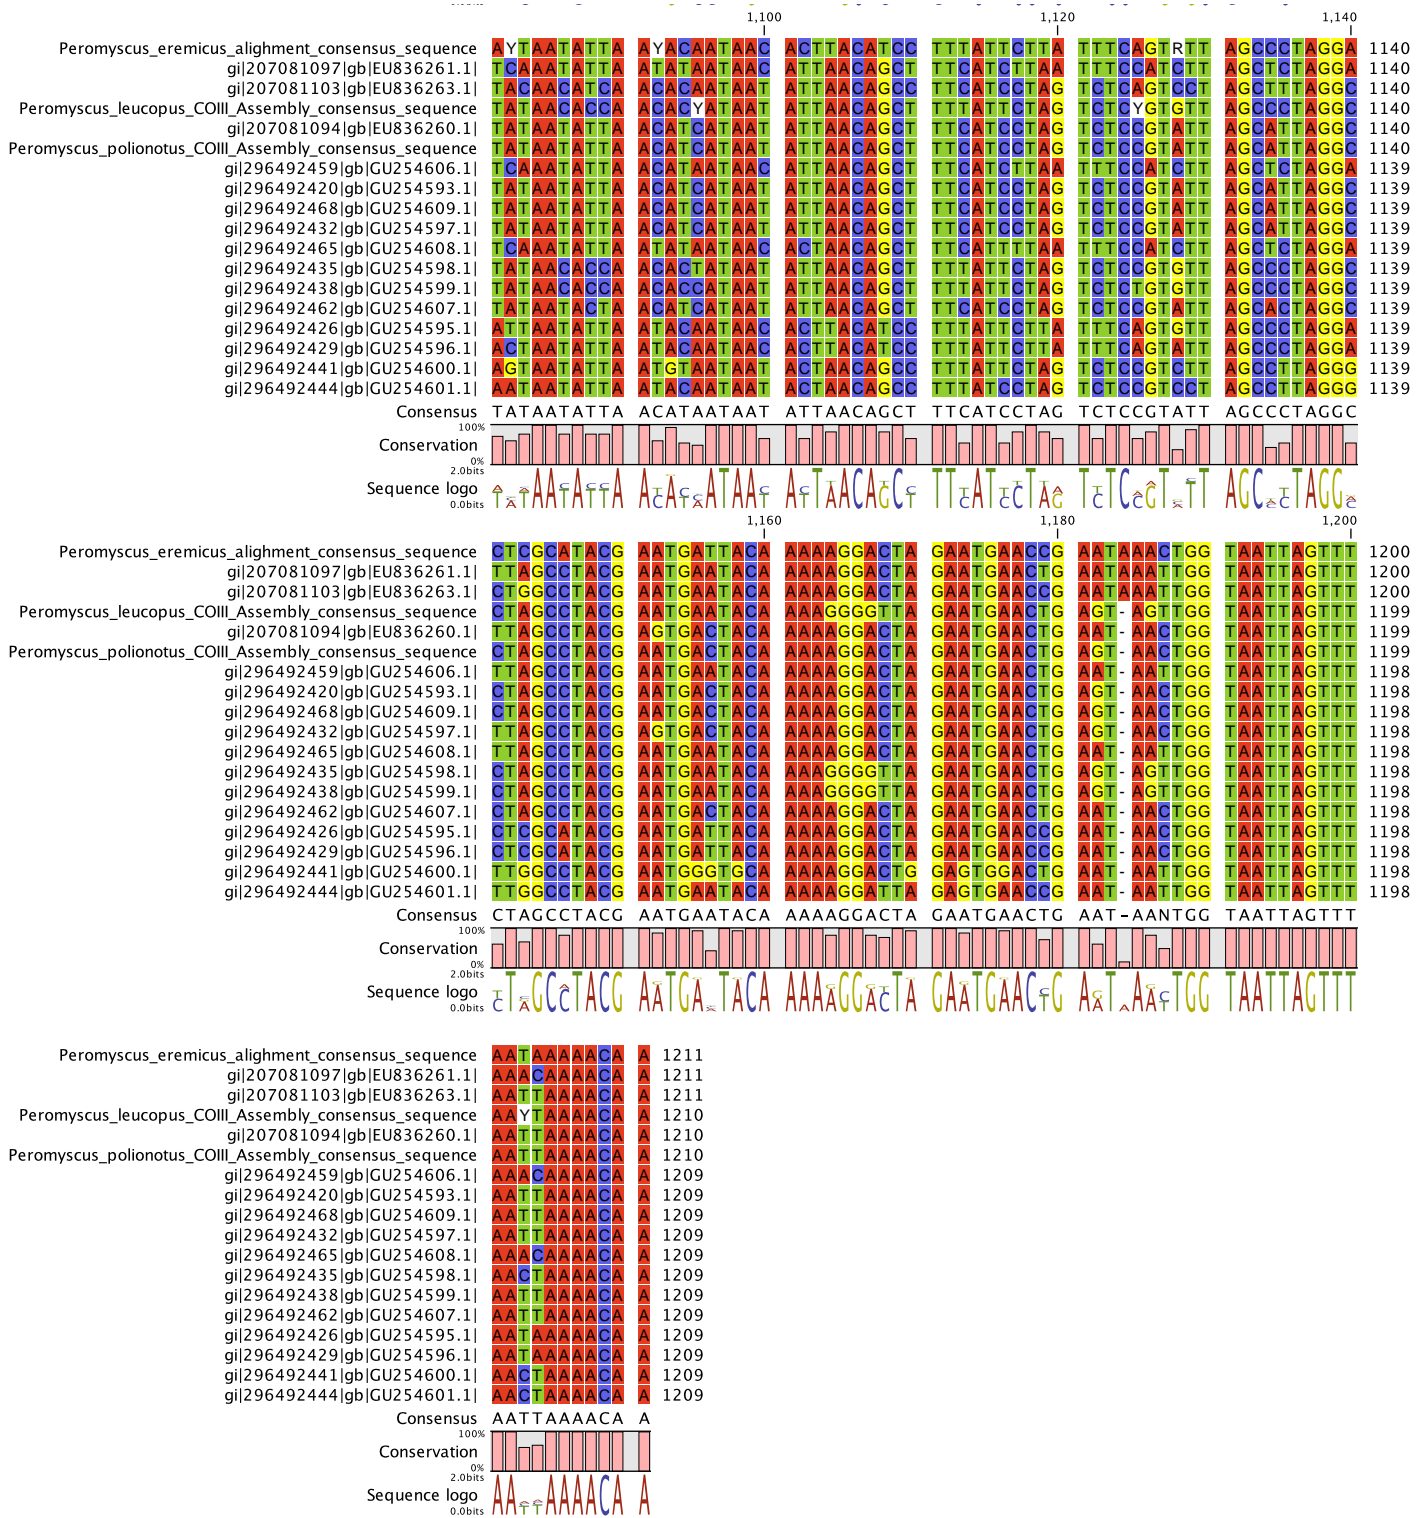 1,100 1,120 1,140
Peromyscus_eremicus_alighment_consensus_sequence AYTAATATTA AYACAATAAC ACTTACATCC TTTATTCTTA TTTCAGTRTT AGCCCTAGGA 1140
gi|207081097|gb|EU836261.1| TCAAATATTA ATATAATAAC ATTAACAGCT TTCATCTTAA TTTCCATCTT AGCTCTAGGA 1140
gi|207081103|gb|EU836263.1| TACAACATCA ACACAATAAT ATTAACAGCC TTTATCCTAG TCTCAGTCCT AGCTTTAGGA 1140
Peromyscus_leucopus_COIII_Assembly_consensus_sequence TATAACACCA ACACYATAAT ATTAACAGCT TTTATTCTAG TCTCYGTGTT AGCCCTAGGC 1140
gi|207081094|gb|EU836260.1| TATAATATTA ACATCATAAT ATTAACAGCT TTCATCCTAG TCTCCGTATT AGCATTAGGC 1140
Peromyscus_polionotus_COIII_Assembly_consensus_sequence TATAATATTA ACATCATAAT ATTAACAGCT TTCATCCTAG TCTCCGTATT AGCATTAGGC 1140
gi|296492459|gb|GU254606.1| TCAAATATTA ACATAATAAC ATTAACAGCT TTCATCTTAA TTTCCATCTT AGCTCTAGGA 1139
gi|296492420|gb|GU254593.1| TATAATATTA ACATCATAAT ATTAACAGCT TTCATCCTAG TCTCCGTATT AGCATTAGGC 1139
gi|296492468|gb|GU254609.1| TATAATATTA ACATCATAAT ATTAACAGCT TTCATCCTAG TCTCCGTATT AGCATTAGGC 1139
gi|296492432|gb|GU254597.1| TATAATATTA ACATCATAAT ATTAACAGCT TTCATCCTAG TCTCCGTATT AGCATTAGGC 1139
gi|296492465|gb|GU254608.1| TCAAATATTA ATATAATAAC ACTAACAGCT TTCATTTTAA TTTCCATCTT AGCTCTAGGA 1139
gi|296492435|gb|GU254598.1| TATAACACCA ACACTATAAT ATTAACAGCT TTTATTCTAG TCTCCGTGTT AGCCCTAGGC 1139
gi|296492438|gb|GU254599.1| TATAACACCA ACACCATAAT ATTAACAGCT TTTATTCTAG TCTCTGTGTT AGCCCTAGGC 1139
gi|296492462|gb|GU254607.1| TATAATACTA ACATCATAAT ATTAACAGCT TTCATCCTAG TCTCCGTATT AGCACTAGGC 1139
gi|296492426|gb|GU254595.1| ATTAATATTA ATACAATAAC ACTTACATCC TTTATTCTTA TTTCAGTGTT AGCCCTAGGA 1139
gi|296492429|gb|GU254596.1| ACTAATATTA ATACAATAAC ACTTACATCC TTTATTCTTA TTTCAGTATT AGCCCTAGGA 1139
gi|296492441|gb|GU254600.1| AGTAATATTA ATGTAATAAT ACTAACAGCC TTTATTCTAG TCTCCGTCTT AGCCTTAGGG 1139
gi|296492444|gb|GU254601.1| AATAATATTA ATACAATAAT ACTAACAGCC TTTATCCTAG TCTCCGTCCT AGCCTTAGGG 1139
Consensus TATAATATTA ACATAATAAT ATTAACAGCT TTCATCCTAG TCTCCGTATT AGCCCTAGGC
100%
Conservation
0%
2.0bits
Sequence logo
0.0bits
1,160 1,180 1,200
Peromyscus_eremicus_alighment_consensus_sequence CTCGCATACG AATGATTACA AAAAGGACTA GAATGAACCG AATAAACTGG TAATTAGTTT 1200
gi|207081097|gb|EU836261.1| TTAGCCTACG AATGAATACA AAAAGGACTA GAATGAACTG AATAAATTGG TAATTAGTTT 1200
gi|207081103|gb|EU836263.1| CTGGCCTACG AATGAATACA AAAAGGACTA GAATGAACCG AATAAATTGG TAATTAGTTT 1200
Peromyscus_leucopus_COIII_Assembly_consensus_sequence CTAGCCTACG AATGAATACA AAAGGGGTTA GAATGAACTG AGT-AGTTGG TAATTAGTTT 1199
gi|207081094|gb|EU836260.1| TTAGCCTACG AGTGACTACA AAAAGGACTA GAATGAACTG AAT-AACTGG TAATTAGTTT 1199
Peromyscus_polionotus_COIII_Assembly_consensus_sequence CTAGCCTACG AATGACTACA AAAAGGACTA GAATGAACTG AGT-AACTGG TAATTAGTTT 1199
gi|296492459|gb|GU254606.1| TTAGCCTACG AATGAATACA AAAAGGACTA GAATGAACTG AAT-AATTGG TAATTAGTTT 1198
gi|296492420|gb|GU254593.1| CTAGCCTACG AATGACTACA AAAAGGACTA GAATGAACTG AGT-AACTGG TAATTAGTTT 1198
gi|296492468|gb|GU254609.1| CTAGCCTACG AATGACTACA AAAAGGACTA GAATGAACTG AGT-AACTGG TAATTAGTTT 1198
gi|296492432|gb|GU254597.1| TTAGCCTACG AGTGACTACA AAAAGGACTA GAATGAACTG AGT-AACTGG TAATTAGTTT 1198
gi|296492465|gb|GU254608.1| TTAGCCTACG AATGAATACA AAAAGGACTA GAATGAACTG AAT-AATTGG TAATTAGTTT 1198
gi|296492435|gb|GU254598.1| CTAGCCTACG AATGAATACA AAAGGGGTTA GAATGAACTG AGT-AGTTGG TAATTAGTTT 1198
gi|296492438|gb|GU254599.1| CTAGCCTACG AATGAATACA AAAGGGGTTA GAATGAACTG AGT-AGTTGG TAATTAGTTT 1198
gi|296492462|gb|GU254607.1| CTAGCCTACG AATGACTACA AAAAGGACTA GAATGAACTG AAT-AACTGG TAATTAGTTT 1198
gi|296492426|gb|GU254595.1| CTCGCATACG AATGATTACA AAAAGGACTA GAATGAACCG AAT-AACTGG TAATTAGTTT 1198
gi|296492429|gb|GU254596.1| CTCGCATACG AATGATTACA AAAAGGACTA GAATGAACCG AAT-AACTGG TAATTAGTTT 1198
gi|296492441|gb|GU254600.1| TTGGCCTACG AATGGGTGCA AAAAGGACTG GAGTGGACTG AAT-AATTGG TAATTAGTTT 1198
gi|296492444|gb|GU254601.1| TTGGCCTACG AATGAATACA AAAAGGATTA GAGTGAACCG AAT-AATTGG TAATTAGTTT 1198
Consensus CTAGCCTACG AATGAATACA AAAAGGACTA GAATGAACTG AAT-AANTGG TAATTAGTTT
100%
Conservation
0%
2.0bits
Sequence logo
0.0bits
Peromyscus_eremicus_alighment_consensus_sequence AATAAAAACA A 1211
gi|207081097|gb|EU836261.1| AAACAAAACA A 1211
gi|207081103|gb|EU836263.1| AATTAAAACA A 1211
Peromyscus_leucopus_COIII_Assembly_consensus_sequence AAYTAAAACA A 1210
gi|207081094|gb|EU836260.1| AATTAAAACA A 1210
Peromyscus_polionotus_COIII_Assembly_consensus_sequence AATTAAAACA A 1210
gi|296492459|gb|GU254606.1| AAACAAAACA A 1209
gi|296492420|gb|GU254593.1| AATTAAAACA A 1209
gi|296492468|gb|GU254609.1| AATTAAAACA A 1209
gi|296492432|gb|GU254597.1| AATTAAAACA A 1209
gi|296492465|gb|GU254608.1| AAACAAAACA A 1209
gi|296492435|gb|GU254598.1| AACTAAAACA A 1209
gi|296492438|gb|GU254599.1| AATTAAAACA A 1209
gi|296492462|gb|GU254607.1| AATTAAAACA A 1209
gi|296492426|gb|GU254595.1| AATAAAAACA A 1209
gi|296492429|gb|GU254596.1| AATAAAAACA A 1209
gi|296492441|gb|GU254600.1| AACTAAAACA A 1209
gi|296492444|gb|GU254601.1| AACTAAAACA A 1209
Consensus AATTAAAACA A
100%
Conservation
0%
2.0bits
Sequence logo
0.0bits